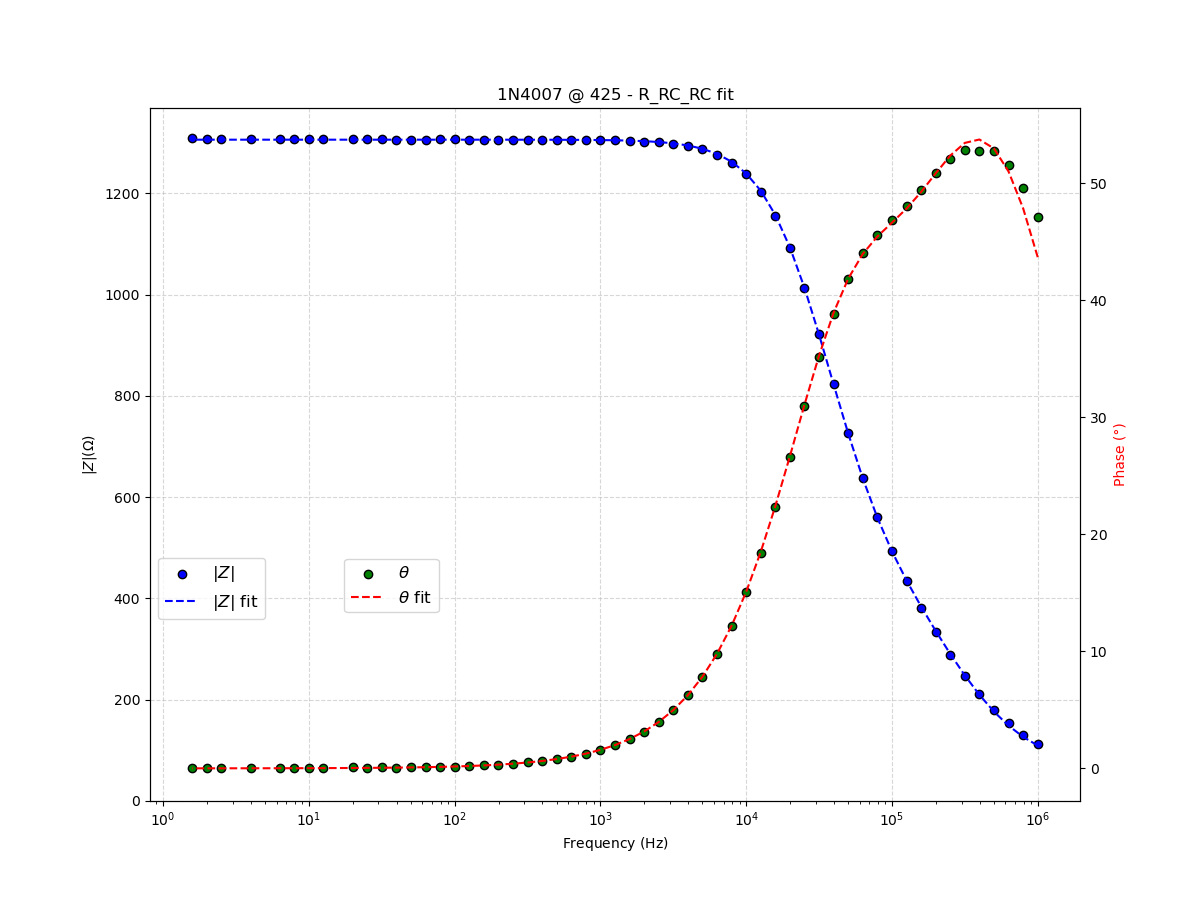 1N4007 @ 425 - R_RC_RC fit
|Z|(Ω)
1200
1000
800
600
400
200
0
|Z|
|Z| fit
θ
θ fit
50
40
30
20
10
0
Phase (°)
10⁰ 10¹ 10² 10³ 10⁴ 10⁵ 10⁶
Frequency (Hz)